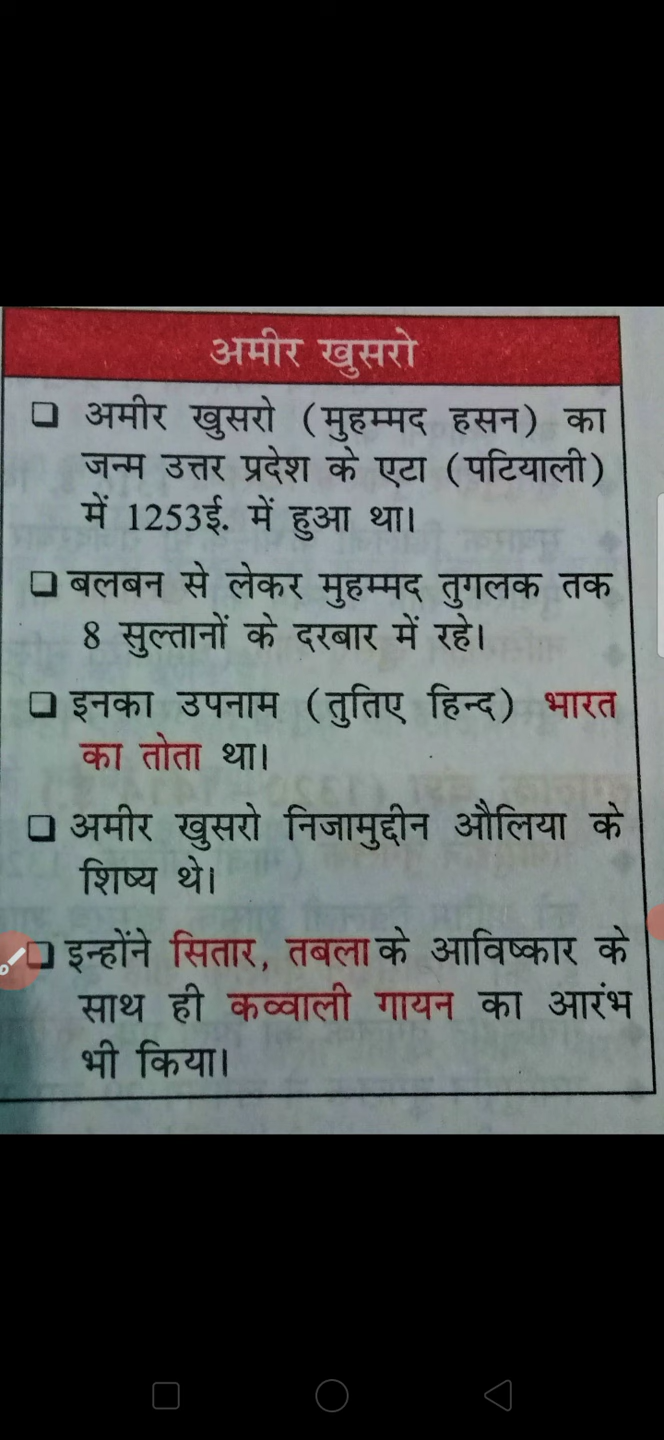 अमीर खुसरो
❑ अमीर खुसरो (मुहम्मद हसन) का
जन्म उत्तर प्रदेश के एटा (पटियाली)
में 1253ई. में हुआ था।
❑ बलबन से लेकर मुहम्मद तुगलक तक
8 सुल्तानों के दरबार में रहे।
❑ इनका उपनाम (तुतिए हिन्द) भारत
का तोता था।
❑ अमीर खुसरो निजामुद्दीन औलिया के
शिष्य थे।
❑ इन्होंने सितार, तबला के आविष्कार के
साथ ही कव्वाली गायन का आरंभ
भी किया।